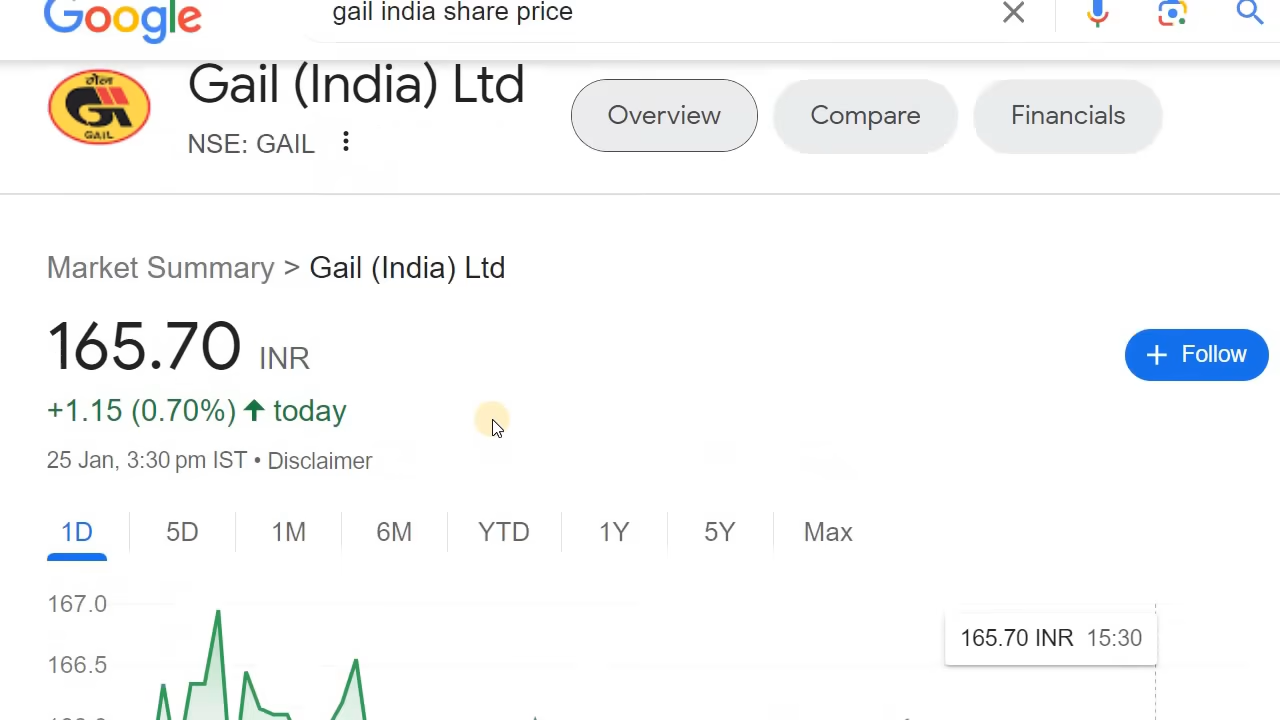 Google
gail india share price
गेल
GAIL
Gail (India) Ltd
NSE: GAIL
Overview
Compare
Financials
Market Summary > Gail (India) Ltd
165.70 INR
+ Follow
+1.15 (0.70%) ↑ today
25 Jan, 3:30 pm IST • Disclaimer
1D
5D
1M
6M
YTD
1Y
5Y
Max
167.0
165.70 INR 15:30
166.5